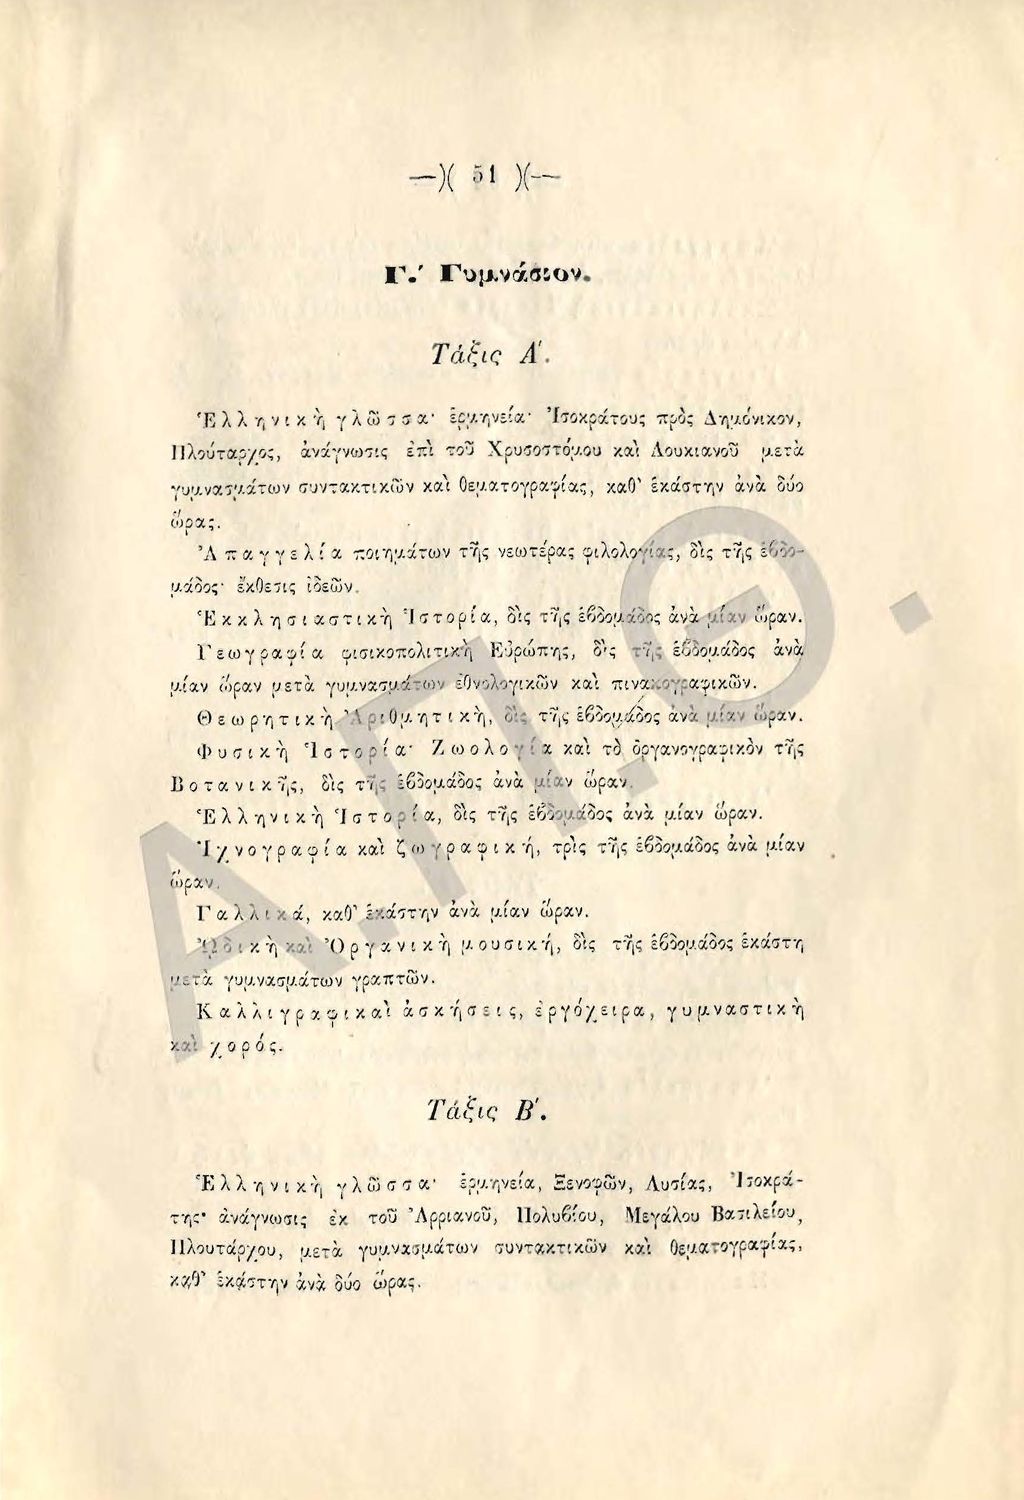 —)( 51 )(—
Γ.΄ Γυμνάσιον.
Τάξις Α΄.
Ἑλληνικὴ γλῶσσα· ἑρμηνεία· Ἰσοκράτους πρὸς Δημόνικον,
Πλούταρχος, ἀνάγνωσις ἐπὶ τοῦ Χρυσοστόμου καὶ Λουκιανοῦ μετὰ
γυμνασμάτων συντακτικῶν καὶ θεματογραφίας, καθ' ἑκάστην ἀνὰ δύο
ὥρας.
Ἀπαγγελία ποιημάτων τῆς νεωτέρας φιλολογίας, δὶς τῆς ἑβδο-
μάδος· ἔκθεσις ἰδεῶν.
Ἐκκλησιαστικὴ Ἱστορία, δὶς τῆς ἑβδομάδος ἀνὰ μίαν ὥραν.
Γεωγραφία φισικοπολιτικὴ Εὐρώπης, δὶς τῆς ἑβδομάδος ἀνὰ
μίαν ὥραν μετὰ γυμνασμάτων ἐθνολογικῶν καὶ πινακογραφικῶν.
Θεωρητικὴ Ἀριθμητικὴ, δὶς τῆς ἑβδομάδος ἀνὰ μίαν ὥραν.
Φυσικὴ Ἱστορία· Ζωολογία καὶ τὸ ὀργανογραφικὸν τῆς
Βοτανικῆς, δὶς τῆς ἑβδομάδος ἀνὰ μίαν ὥραν.
Ἑλληνικὴ Ἱστορία, δὶς τῆς ἑβδομάδος ἀνὰ μίαν ὥραν.
Ἰχνογραφία καὶ ζωγραφική, τρὶς τῆς ἑβδομάδος ἀνὰ μίαν
ὥραν.
Γαλλικά, καθ' ἑκάστην ἀνὰ μίαν ὥραν.
Ὠδικὴ καὶ Ὀργανικὴ μουσική, δὶς τῆς ἑβδομάδος ἑκάστη
μετὰ γυμνασμάτων γραπτῶν.
Καλλιγραφικαὶ ἀσκήσεις, ἐργόχειρα, γυμναστικὴ
καὶ χορός.
Τάξις Β΄.
Ἑλληνικὴ γλῶσσα· ἑρμηνεία, Ξενοφῶν, Λυσίας, Ἰσοκρά-
της· ἀνάγνωσις ἐκ τοῦ Ἀρριανοῦ, Πολυβίου, Μεγάλου Βασιλείου,
Πλουτάρχου, μετὰ γυμνασμάτων συντακτικῶν καὶ θεματογραφίας,
καθ' ἑκάστην ἀνὰ δύο ὥρας.
Α.Π.Θ.